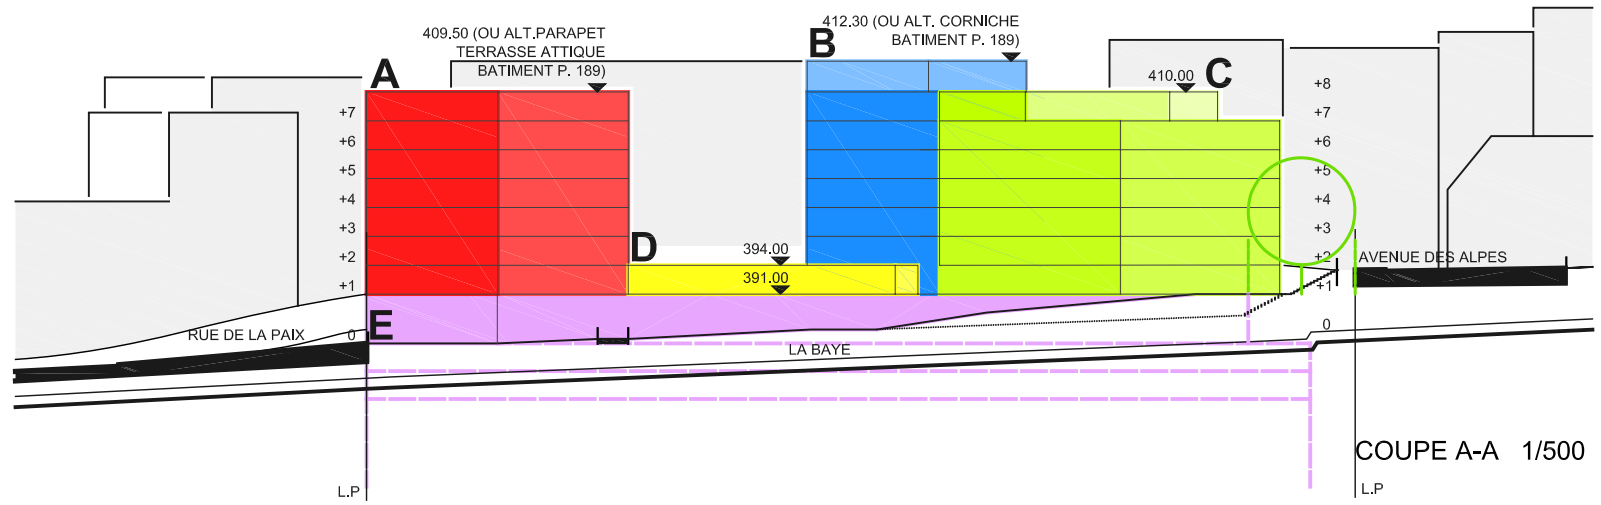 409.50 (OU ALT.PARAPET
TERRASSE ATTIQUE
BATIMENT P. 189)
412.30 (OU ALT. CORNICHE
BATIMENT P. 189)
A
B
C
410.00
+7
+6
+5
+4
+3
+2
+1
0
+8
+7
+6
+5
+4
+3
+2
+1
0
D
394.00
391.00
E
RUE DE LA PAIX
LA BAYE
AVENUE DES ALPES
COUPE A-A 1/500
L.P
L.P